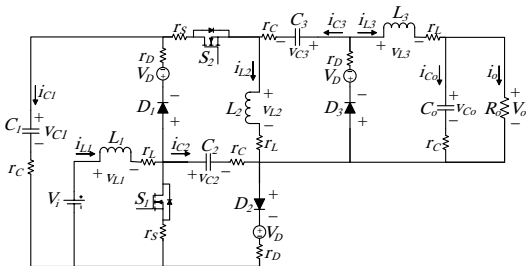 r_S
S_2
r_C
C_3
i_C3
i_L3
L_3
r_L
+
−
v_C3
+
+
v_L3
−
r_D
V_D
D_1
i_L2
L_2
+
v_L2
−
r_L
r_D
V_D
D_3
i_Co
i_o
C_o
+
v_Co
−
R_o
+
V_o
−
r_C
i_C1
C_1
+
v_C1
−
r_C
i_L1
L_1
r_L
+
v_L1
−
i_C2
C_2
r_C
+
v_C2
−
V_i
S_1
r_S
D_2
+
−
V_D
r_D